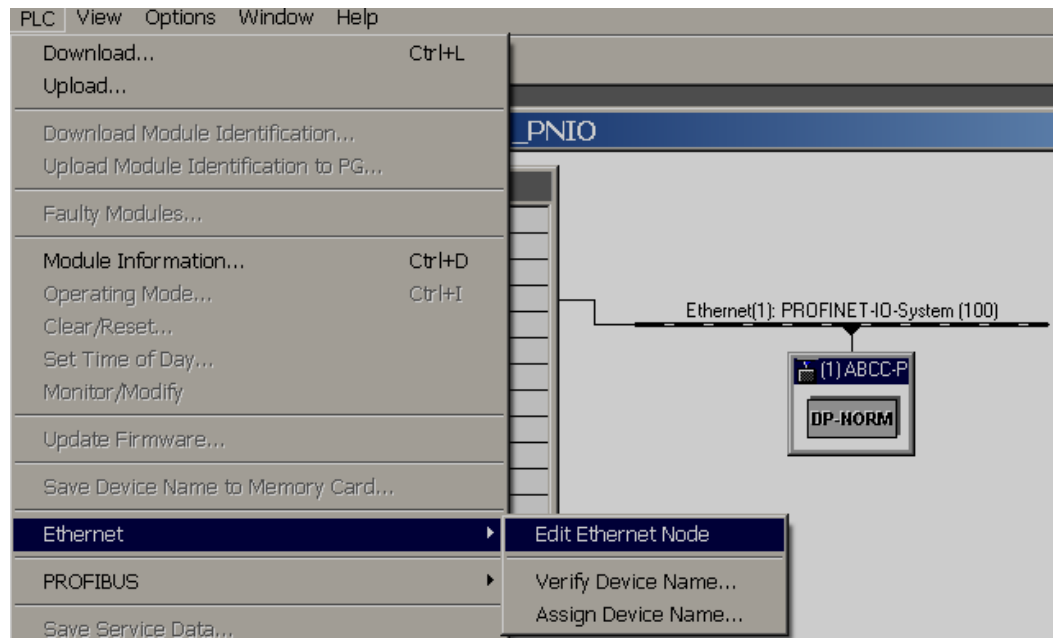 PLC View Options Window Help
Download... Ctrl+L
Upload...
Download Module Identification...
Upload Module Identification to PG...
Faulty Modules...
Module Information... Ctrl+D
Operating Mode... Ctrl+I
Clear/Reset...
Set Time of Day...
Monitor/Modify
Update Firmware...
Save Device Name to Memory Card...
Ethernet
PROFIBUS
Save Service Data...
Edit Ethernet Node
Verify Device Name...
Assign Device Name...
_PNIO
Ethernet(1): PROFINET-IO-System (100)
(1) ABCC-P
DP-NORM